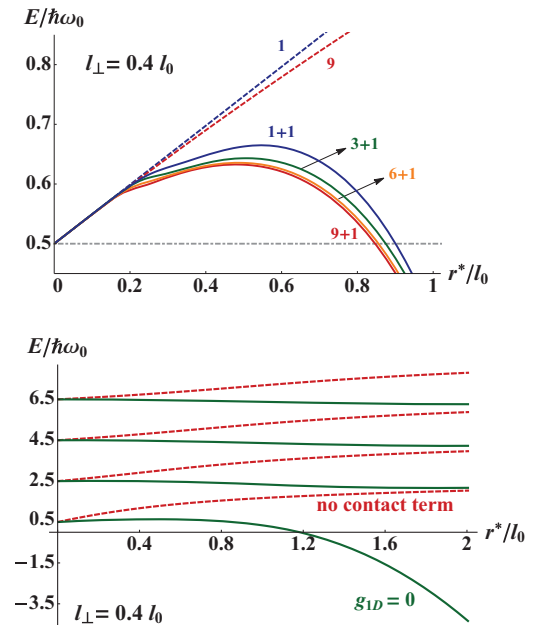 E/ħω₀
l⊥ = 0.4 l₀
1
9
0.8
0.7
1+1
3+1
0.6
6+1
9+1
0.5
0 0.2 0.4 0.6 0.8 1
r*/l₀
E/ħω₀
6.5
4.5
2.5
no contact term
0.5
r*/l₀
0.4 0.8 1.2 1.6 2
−1.5
−3.5
g1D = 0
l⊥ = 0.4 l₀